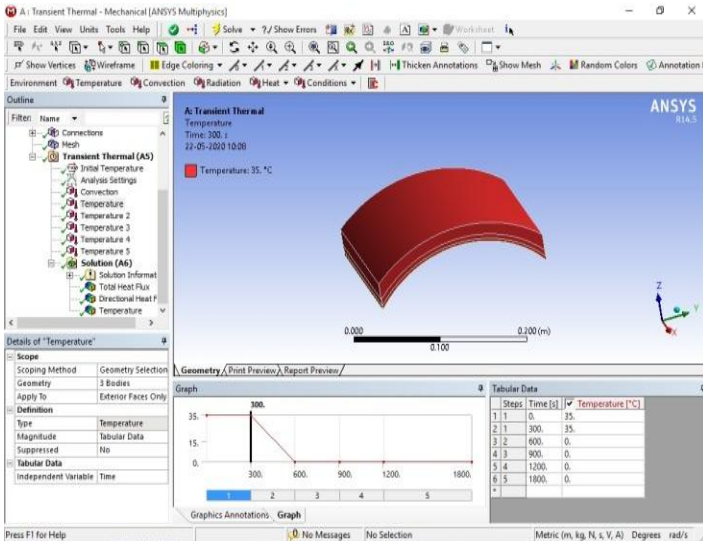 A : Transient Thermal - Mechanical [ANSYS Multiphysics]
File Edit View Units Tools Help Solve ▾ ?/Show Errors Worksheet
Show Vertices Wireframe Edge Coloring ▾ Thicken Annotations Show Mesh Random Colors Annotation
Environment Temperature Convection Radiation Heat ▾ Conditions ▾
Outline
Filter: Name ▾
Connections
Mesh
Transient Thermal (A5)
Initial Temperature
Analysis Settings
Convection
Temperature
Temperature 2
Temperature 3
Temperature 4
Temperature 5
Solution (A6)
Solution Informat
Total Heat Flux
Directional Heat F
Temperature
A: Transient Thermal
Temperature
Time: 300. s
22-05-2020 10:08
Temperature: 35. °C
ANSYS
R14.5
Z
Y
X
0.000
0.200 (m)
0.100
Geometry Print Preview Report Preview
Details of "Temperature"
Scope
Scoping Method Geometry Selection
Geometry 3 Bodies
Apply To Exterior Faces Only
Definition
Type Temperature
Magnitude Tabular Data
Suppressed No
Tabular Data
Independent Variable Time
Graph
300.
35.
15.
0.
300. 600. 900. 1200. 1800.
1 2 3 4 5
Graphics Annotations Graph
Tabular Data
Steps Time [s] Temperature [°C]
1 1 0. 35.
2 1 300. 35.
3 2 600. 0.
4 3 900. 0.
5 4 1200. 0.
6 5 1800. 0.
*
Press F1 for Help 0 No Messages No Selection Metric (m, kg, N, s, V, A) Degrees rad/s